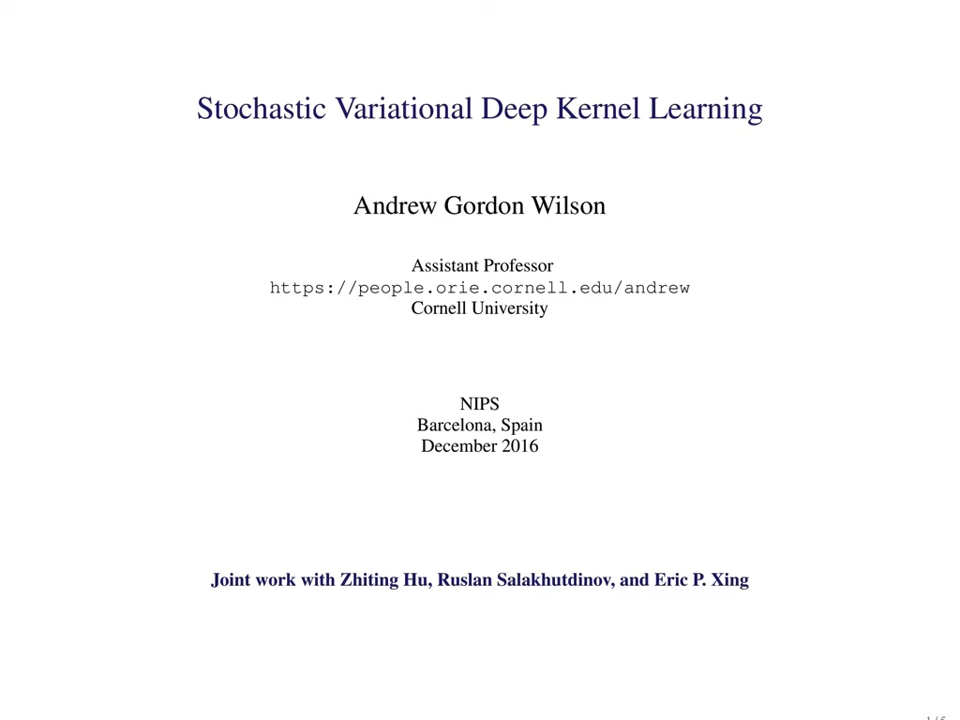 Stochastic Variational Deep Kernel Learning
Andrew Gordon Wilson
Assistant Professor
https://people.orie.cornell.edu/andrew
Cornell University
NIPS
Barcelona, Spain
December 2016
Joint work with Zhiting Hu, Ruslan Salakhutdinov, and Eric P. Xing